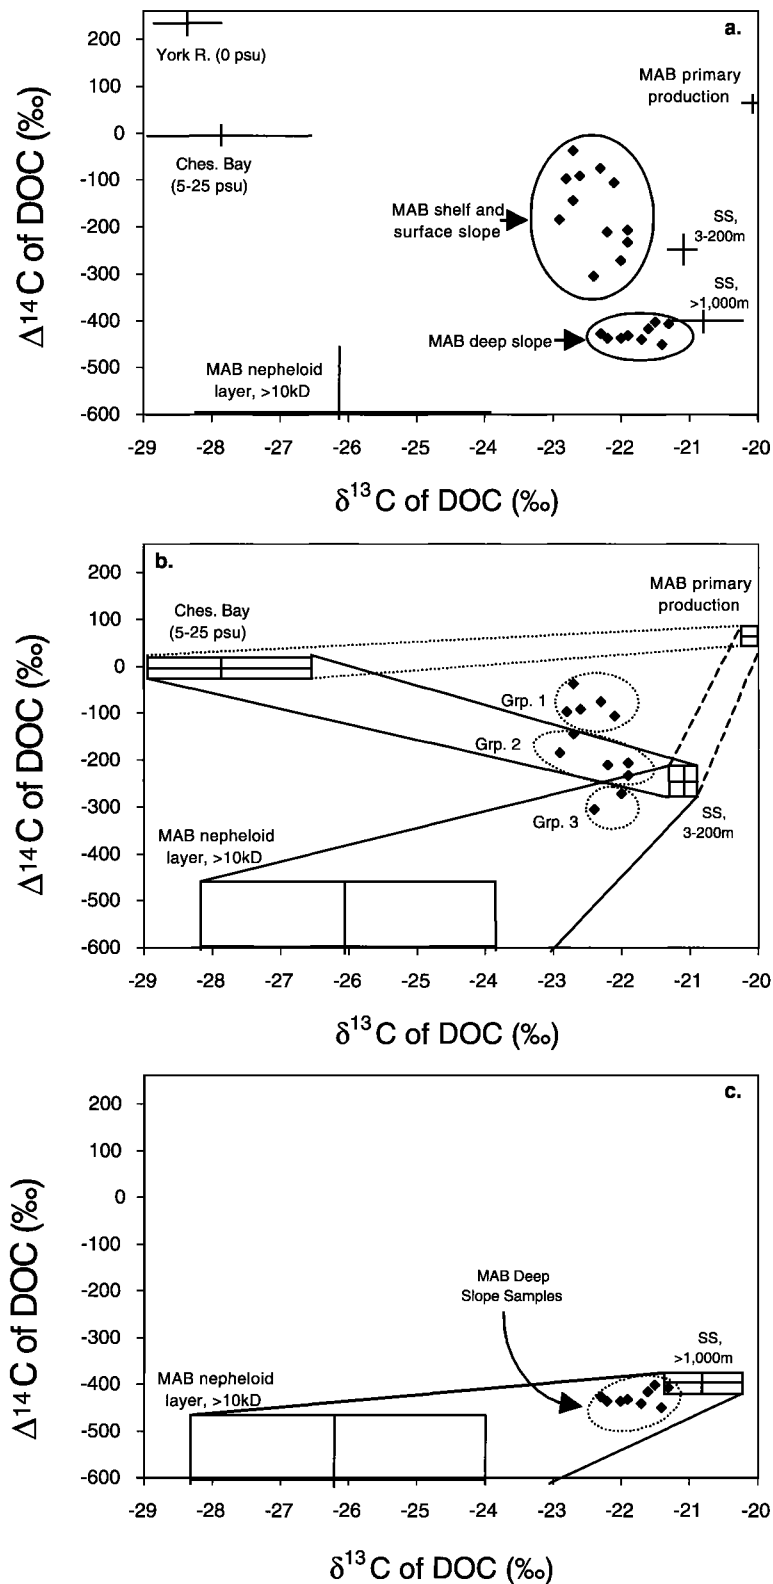 a.
200
100
0
-100
-200
-300
-400
-500
-600
Δ14C of DOC (‰)
York R. (0 psu)
Ches. Bay
(5-25 psu)
MAB primary
production
MAB shelf and
surface slope
SS,
3-200m
SS,
>1,000m
MAB deep slope
MAB nepheloid
layer, >10kD
-29 -28 -27 -26 -25 -24 -23 -22 -21 -20
δ13C of DOC (‰)
b.
200
100
0
-100
-200
-300
-400
-500
-600
Δ14C of DOC (‰)
Ches. Bay
(5-25 psu)
MAB primary
production
Grp. 1
Grp. 2
Grp. 3
SS,
3-200m
MAB nepheloid
layer, >10kD
-29 -28 -27 -26 -25 -24 -23 -22 -21 -20
δ13C of DOC (‰)
c.
200
100
0
-100
-200
-300
-400
-500
-600
Δ14C of DOC (‰)
MAB Deep
Slope Samples
SS,
>1,000m
MAB nepheloid
layer, >10kD
-29 -28 -27 -26 -25 -24 -23 -22 -21 -20
δ13C of DOC (‰)